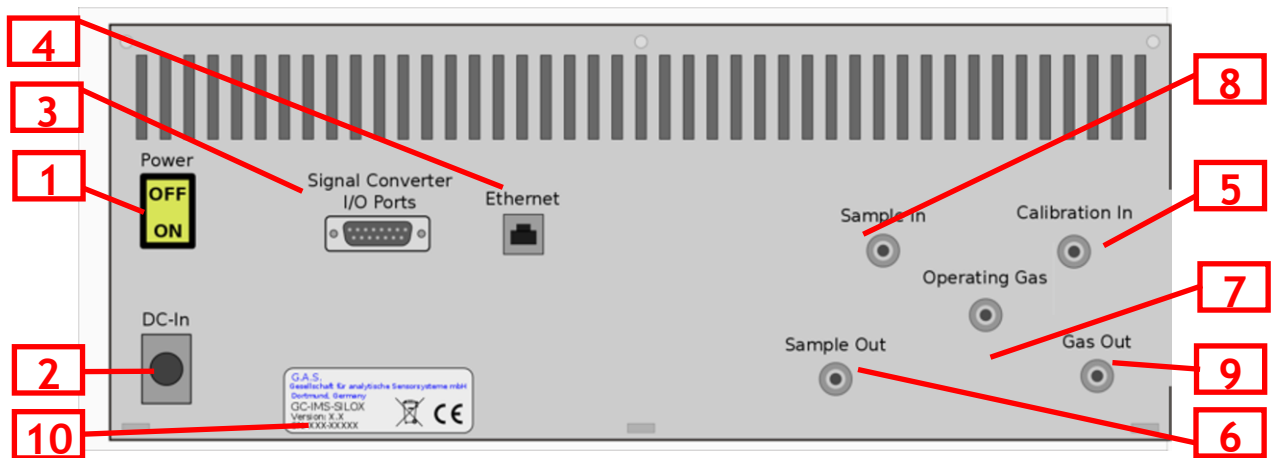 4
8
3
Power
1
OFF
ON
Signal Converter
I/O Ports
Ethernet
Sample In
Calibration In
5
Operating Gas
7
DC-In
Sample Out
Gas Out
2
9
G.A.S.
Gesellschaft für analytische Sensorsysteme mbH
Dortmund, Germany
GC-IMS-SILOX
Version: X.X
XXX-XXXXX
CE
10
6